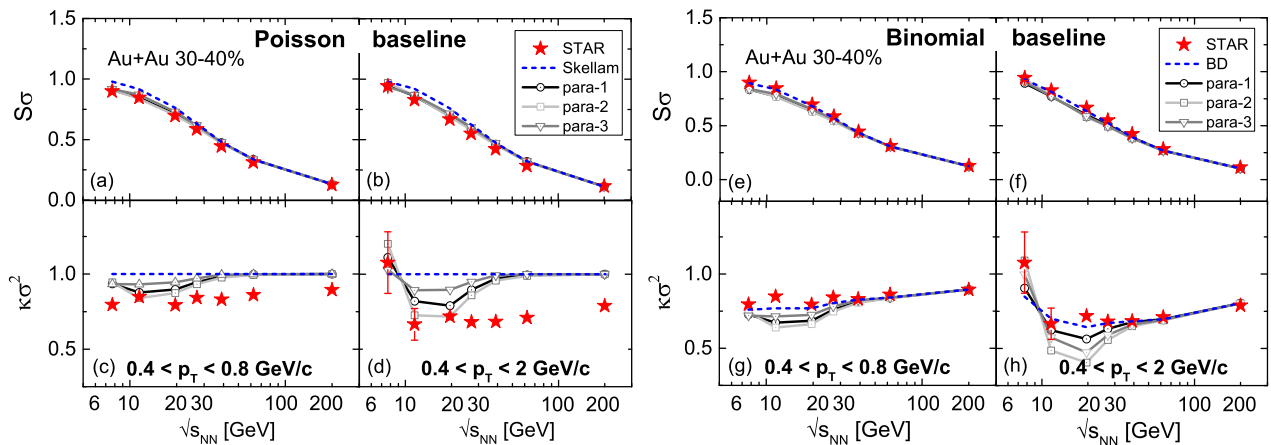 Poisson baseline
Au+Au 30-40%
STAR
Skellam
para-1
para-2
para-3
Sσ
1.5
1.0
0.5
0.0
(a)
(b)
κσ²
1.0
0.5
(c) 0.4 < p_T < 0.8 GeV/c
(d) 0.4 < p_T < 2 GeV/c
6 10 20 30 100 200
6 10 20 30 100 200
√s_NN [GeV]
√s_NN [GeV]
Binomial baseline
Au+Au 30-40%
STAR
BD
para-1
para-2
para-3
Sσ
1.5
1.0
0.5
0.0
(e)
(f)
κσ²
1.0
0.5
(g) 0.4 < p_T < 0.8 GeV/c
(h) 0.4 < p_T < 2 GeV/c
6 10 20 30 100 200
6 10 20 30 100 200
√s_NN [GeV]
√s_NN [GeV]